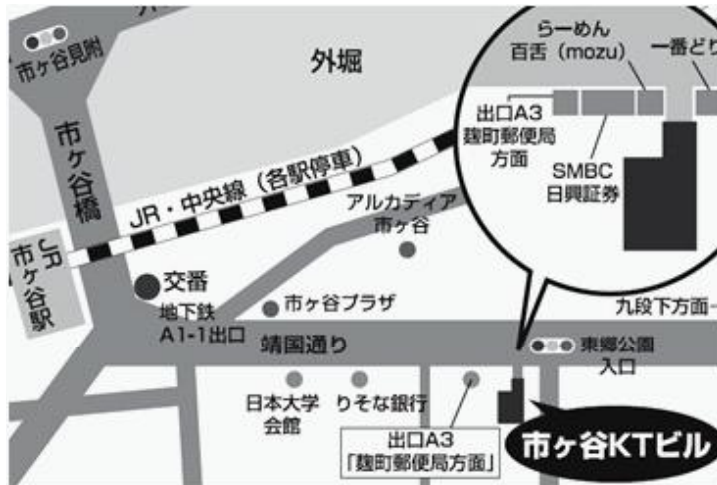 市ヶ谷見附
外堀
らーめん
百舌（mozu）
一番どり
出口A3
麹町郵便局
方面
SMBC
日興証券
市ヶ谷橋
JR・中央線（各駅停車）
アルカディア
市ヶ谷
JR
市ヶ谷駅
交番
地下鉄
A1-1出口
市ヶ谷プラザ
九段下方面
靖国通り
東郷公園
入口
日本大学
会館
りそな銀行
出口A3
「麹町郵便局方面」
市ヶ谷KTビル